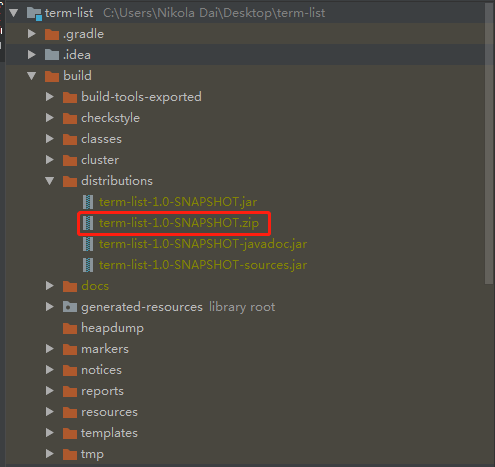 term-list C:\Users\Nikola Dai\Desktop\term-list
.gradle
.idea
build
build-tools-exported
checkstyle
classes
cluster
distributions
term-list-1.0-SNAPSHOT.jar
term-list-1.0-SNAPSHOT.zip
term-list-1.0-SNAPSHOT-javadoc.jar
term-list-1.0-SNAPSHOT-sources.jar
docs
generated-resources library root
heapdump
markers
notices
reports
resources
templates
tmp